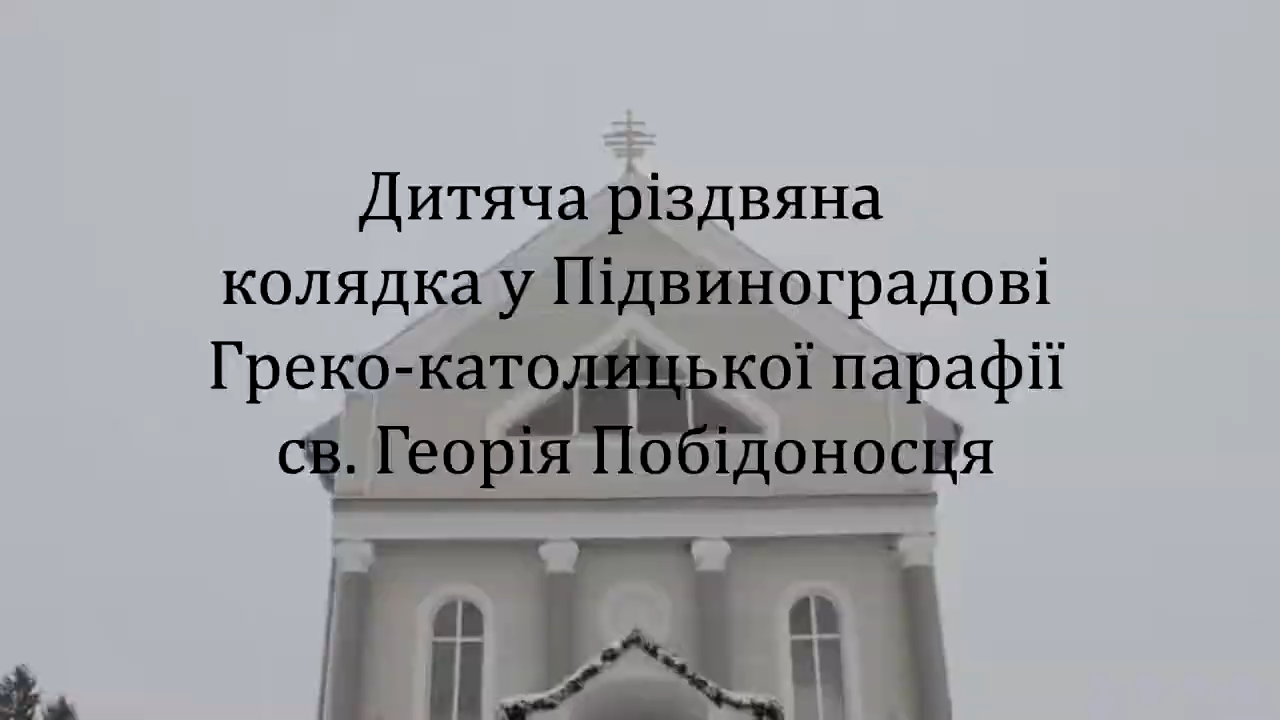 Дитяча різдвяна
колядка у Підвиноградові
Греко-католицької парафії
св. Георія Побідоносця